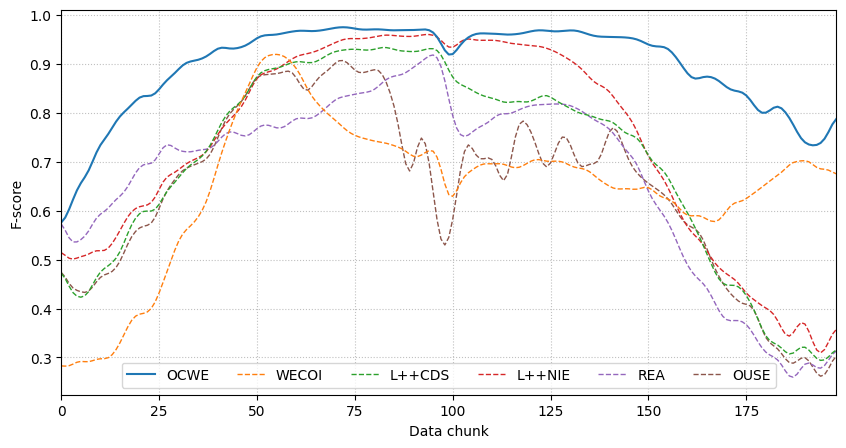 1.0
0.9
0.8
0.7
0.6
0.5
0.4
0.3
F-score
OCWE WECOI L++CDS L++NIE REA OUSE
0 25 50 75 100 125 150 175
Data chunk